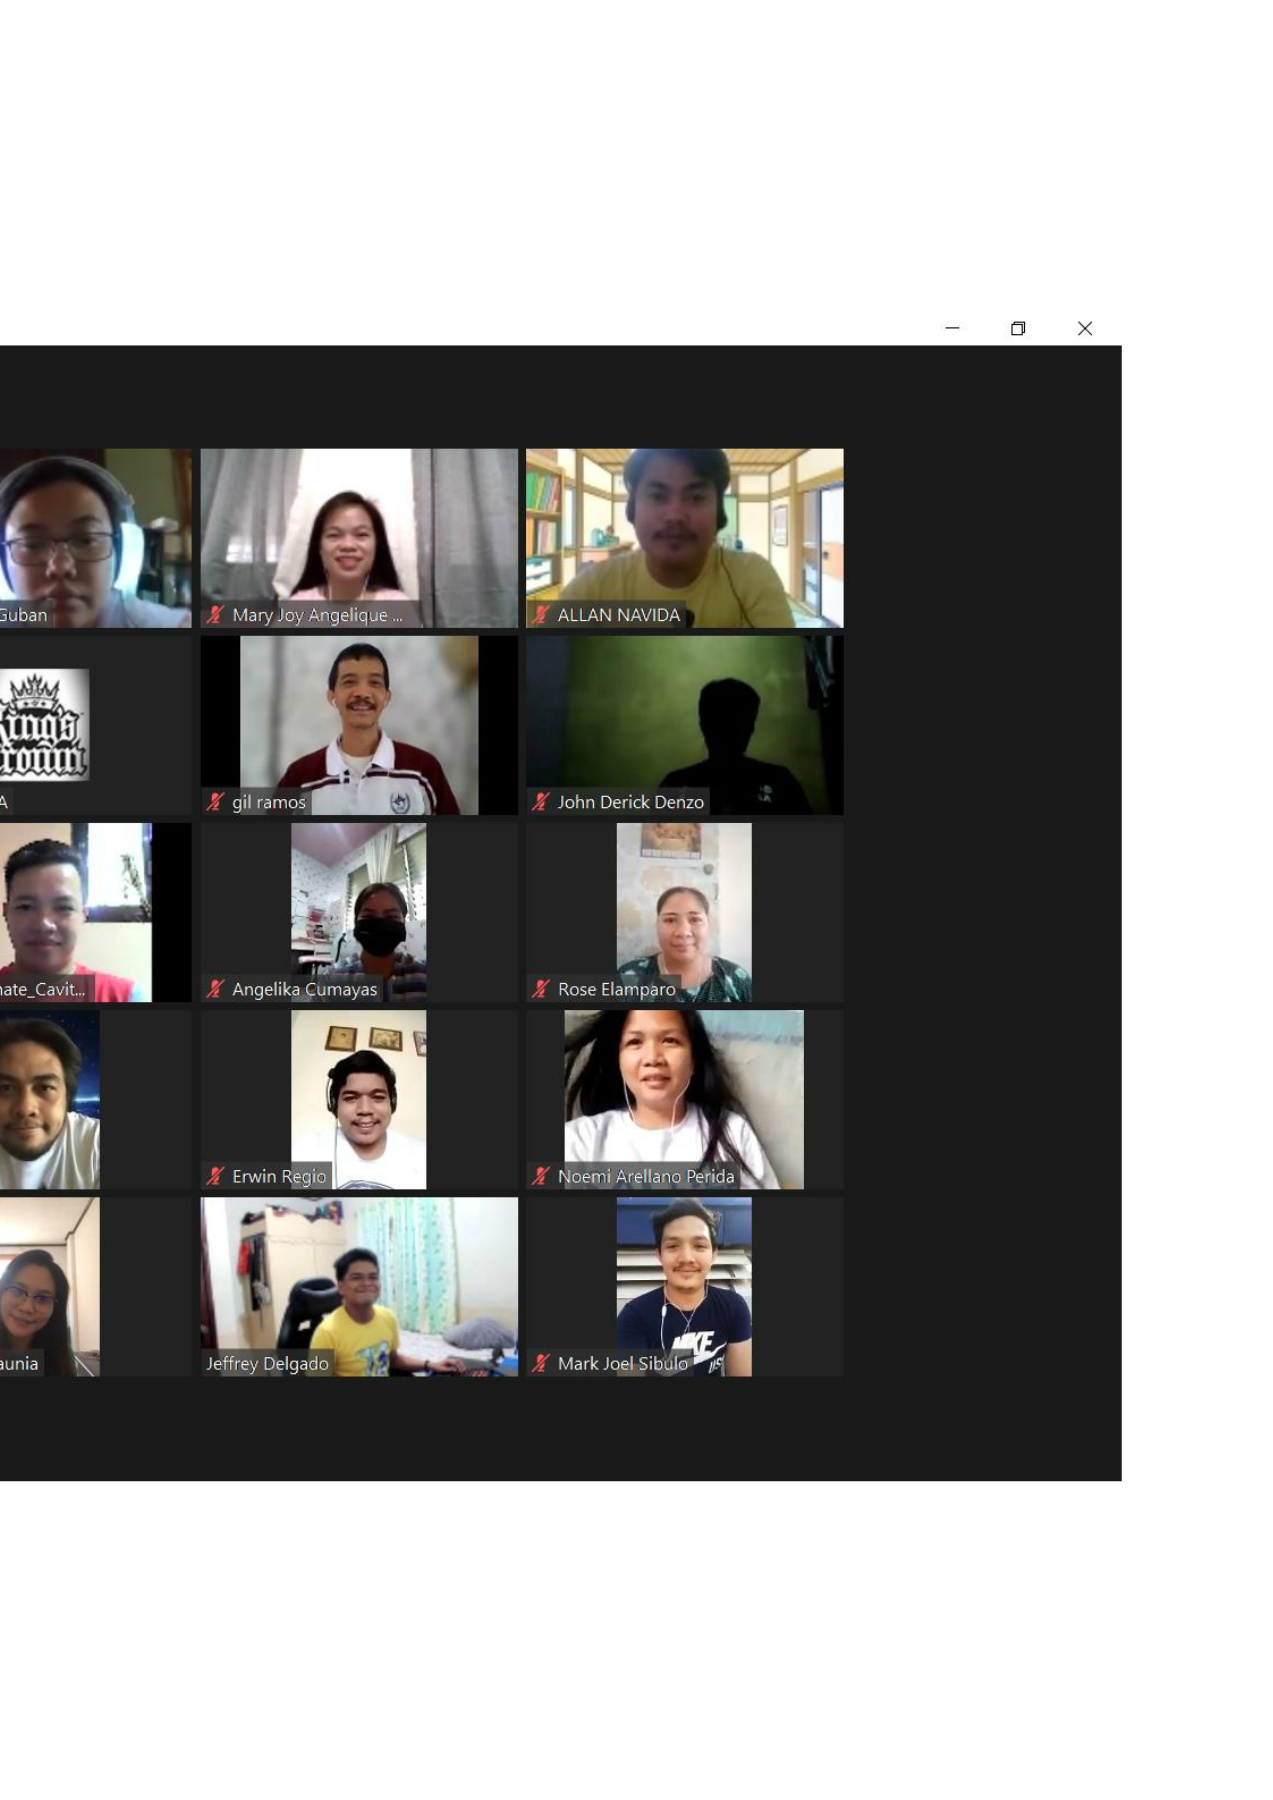 Guban
Mary Joy Angelique ...
ALLAN NAVIDA
A
gil ramos
John Derick Denzo
nate_Cavit...
Angelika Cumayas
Rose Elamparo
Erwin Regio
Noemi Arellano Perida
aunia
Jeffrey Delgado
Mark Joel Sibulo